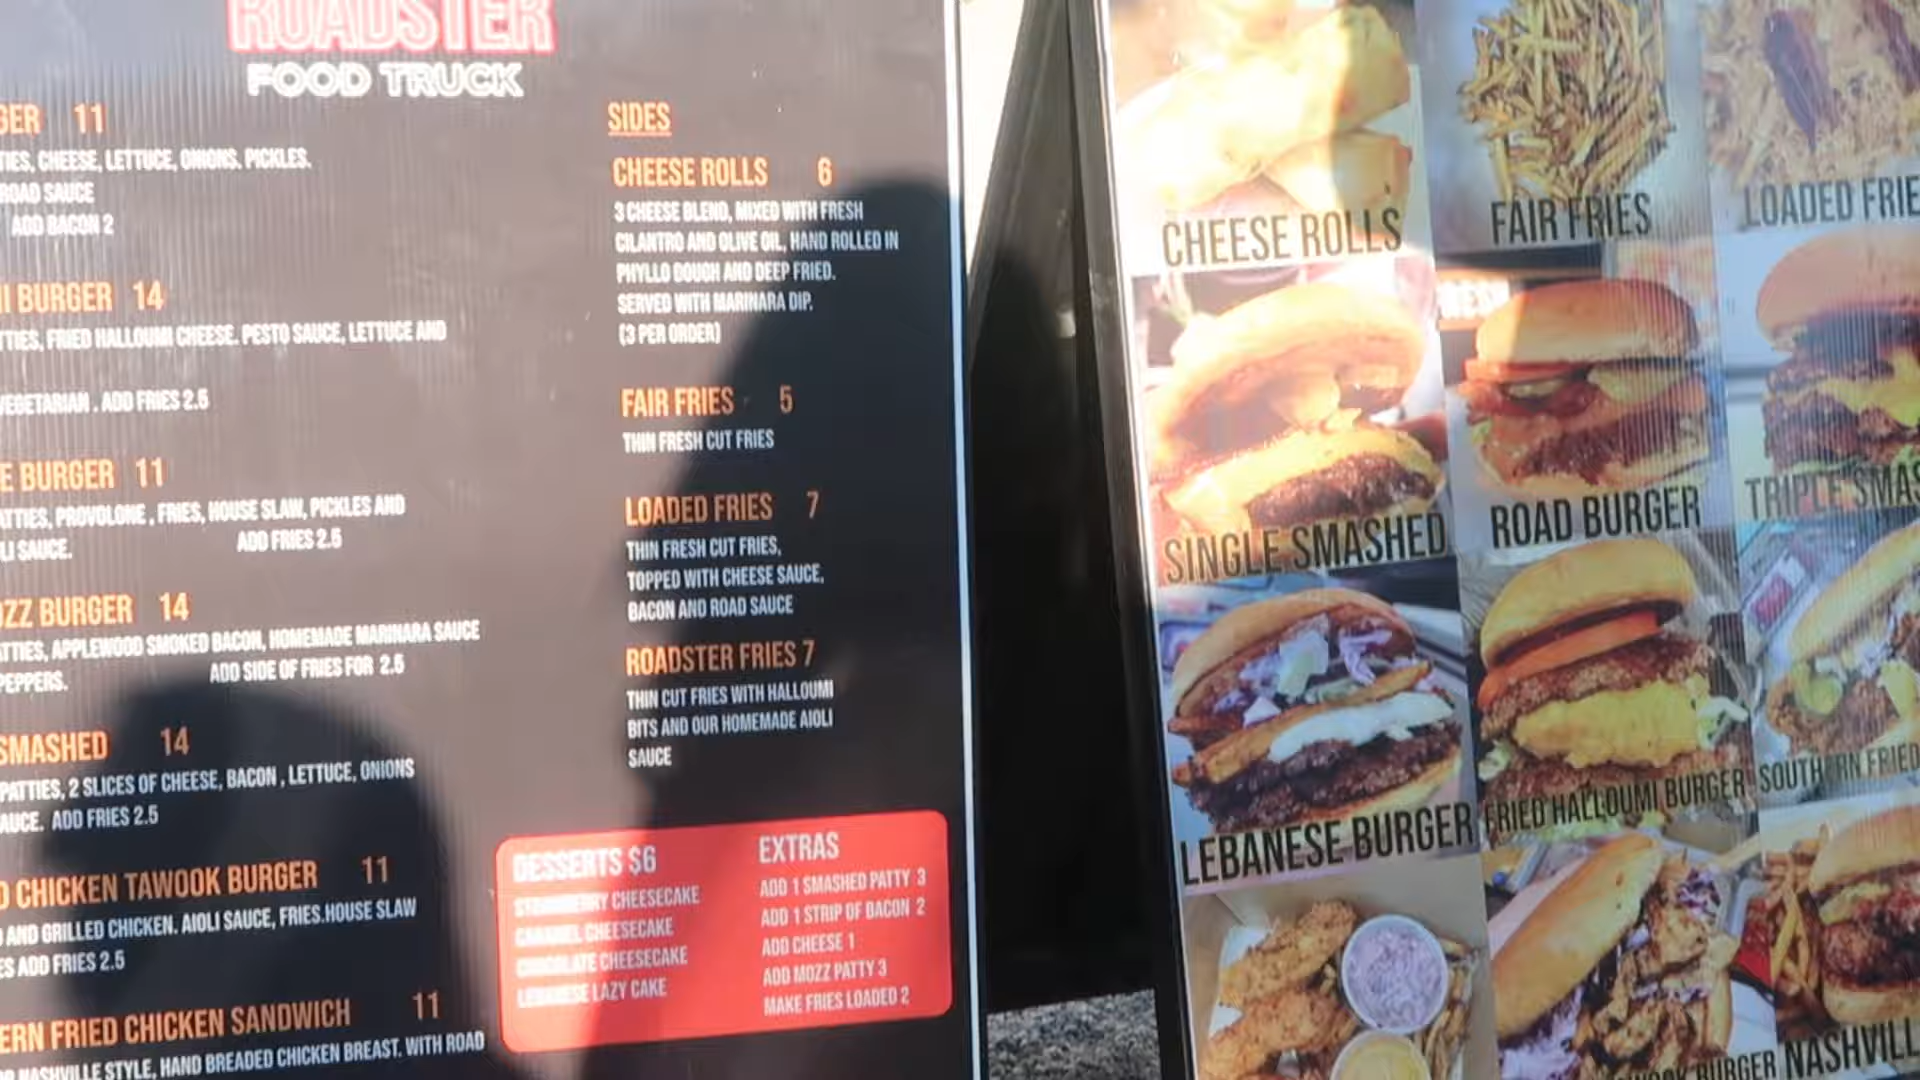 ROADSTER
FOOD TRUCK
GER 11
TIES, CHEESE, LETTUCE, ONIONS. PICKLES.
ROAD SAUCE
ADD BACON 2
I BURGER 14
TTIES, FRIED HALLOUMI CHEESE. PESTO SAUCE, LETTUCE AND
VEGETARIAN . ADD FRIES 2.5
E BURGER 11
ATTIES, PROVOLONE , FRIES, HOUSE SLAW, PICKLES AND
LI SAUCE. ADD FRIES 2.5
OZZ BURGER 14
ATTIES, APPLEWOOD SMOKED BACON, HOMEMADE MARINARA SAUCE
PEPPERS. ADD SIDE OF FRIES FOR 2.5
SMASHED 14
PATTIES, 2 SLICES OF CHEESE, BACON , LETTUCE, ONIONS
AUCE. ADD FRIES 2.5
D CHICKEN TAWOOK BURGER 11
D AND GRILLED CHICKEN. AIOLI SAUCE, FRIES.HOUSE SLAW
ES ADD FRIES 2.5
ERN FRIED CHICKEN SANDWICH 11
OR NASHVILLE STYLE, HAND BREADED CHICKEN BREAST. WITH ROAD
SIDES
CHEESE ROLLS 6
3 CHEESE BLEND, MIXED WITH FRESH
CILANTRO AND OLIVE OIL, HAND ROLLED IN
PHYLLO DOUGH AND DEEP FRIED.
SERVED WITH MARINARA DIP.
(3 PER ORDER)
FAIR FRIES 5
THIN FRESH CUT FRIES
LOADED FRIES 7
THIN FRESH CUT FRIES,
TOPPED WITH CHEESE SAUCE,
BACON AND ROAD SAUCE
ROADSTER FRIES 7
THIN CUT FRIES WITH HALLOUMI
BITS AND OUR HOMEMADE AIOLI
SAUCE
DESSERTS $6
STRAWBERRY CHEESECAKE
CARAMEL CHEESECAKE
CHOCOLATE CHEESECAKE
LEBANESE LAZY CAKE
EXTRAS
ADD 1 SMASHED PATTY 3
ADD 1 STRIP OF BACON 2
ADD CHEESE 1
ADD MOZZ PATTY 3
MAKE FRIES LOADED 2
CHEESE ROLLS
FAIR FRIES
LOADED FRIE
SINGLE SMASHED
ROAD BURGER
TRIPLE SMAS
LEBANESE BURGER
FRIED HALLOUMI BURGER
SOUTHERN FRIED
WOOK BURGER
NASHVILL